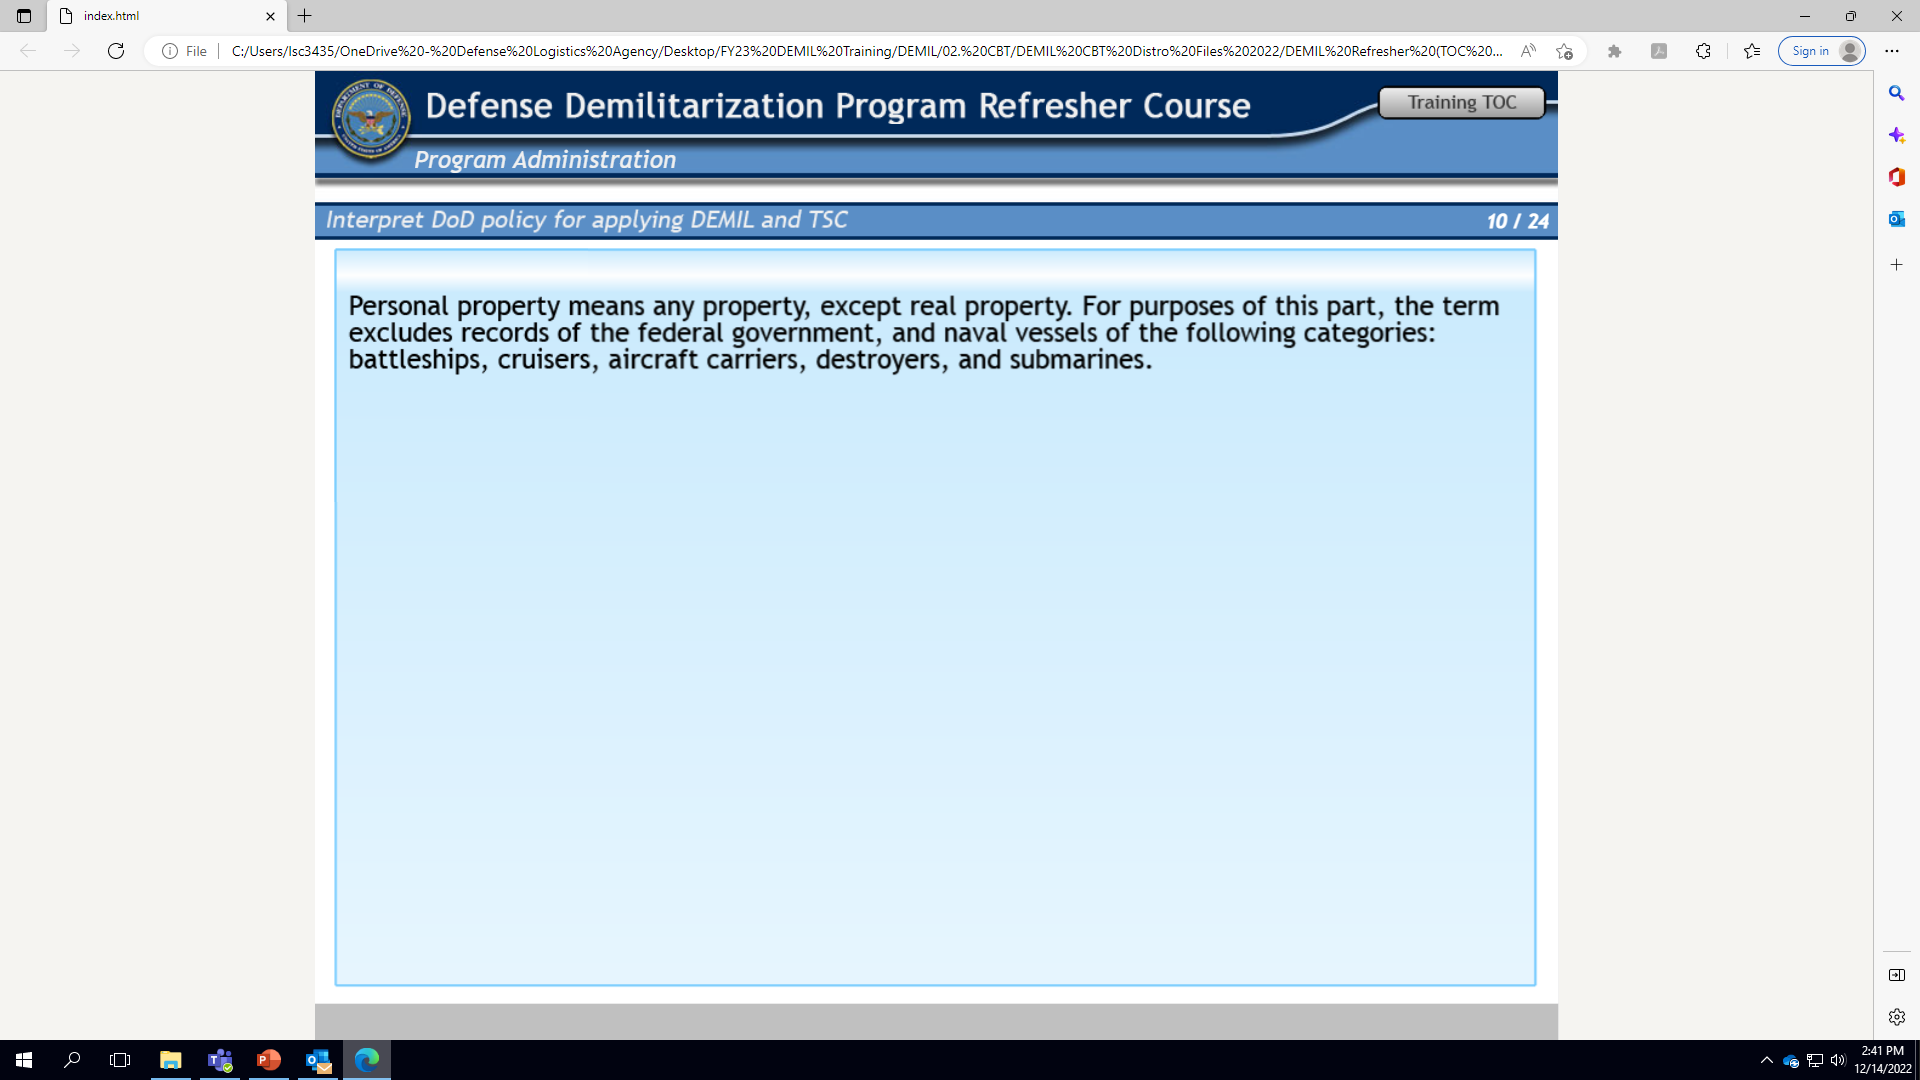 index.html
File
C:/Users/lsc3435/OneDrive%20-%20Defense%20Logistics%20Agency/Desktop/FY23%20DEMIL%20Training/DEMIL/02.%20CBT/DEMIL%20CBT%20Distro%20Files%202022/DEMIL%20Refresher%20(TOC%20...
Sign in
Defense Demilitarization Program Refresher Course
Training TOC
Program Administration
Interpret DoD policy for applying DEMIL and TSC
10 / 24
Personal property means any property, except real property. For purposes of this part, the term
excludes records of the federal government, and naval vessels of the following categories:
battleships, cruisers, aircraft carriers, destroyers, and submarines.
2:41 PM
12/14/2022